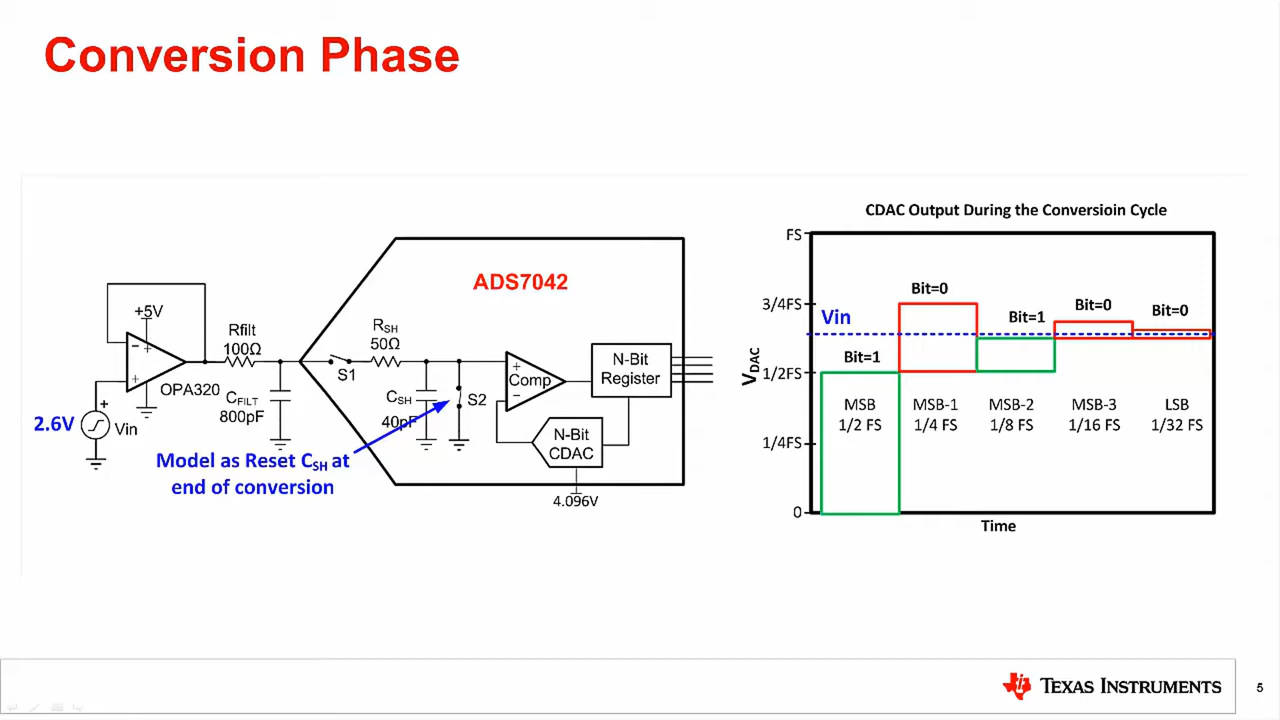 Conversion Phase
CDAC Output During the Conversioin Cycle
ADS7042
+5V
OPA320
Rfilt
100Ω
CFILT
800pF
2.6V
Vin
S1
RSH
50Ω
CSH
40pF
S2
Comp
N-Bit
Register
N-Bit
CDAC
4.096V
Model as Reset CSH at
end of conversion
VDAC
FS
3/4FS
1/2FS
1/4FS
0
Vin
Bit=1
Bit=0
Bit=1
Bit=0
Bit=0
MSB
1/2 FS
MSB-1
1/4 FS
MSB-2
1/8 FS
MSB-3
1/16 FS
LSB
1/32 FS
Time
TEXAS INSTRUMENTS
5